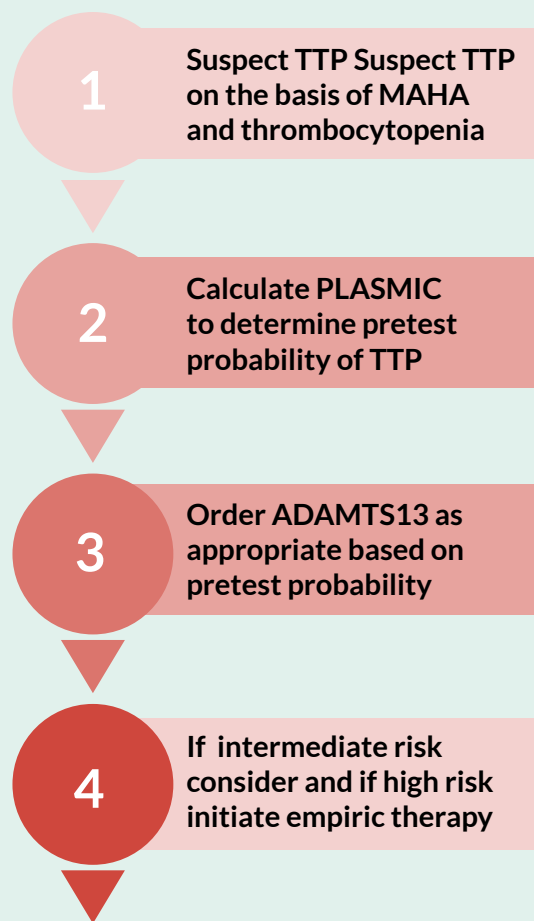 1
Suspect TTP Suspect TTP
on the basis of MAHA
and thrombocytopenia
2
Calculate PLASMIC
to determine pretest
probability of TTP
3
Order ADAMTS13 as
appropriate based on
pretest probability
4
If intermediate risk
consider and if high risk
initiate empiric therapy